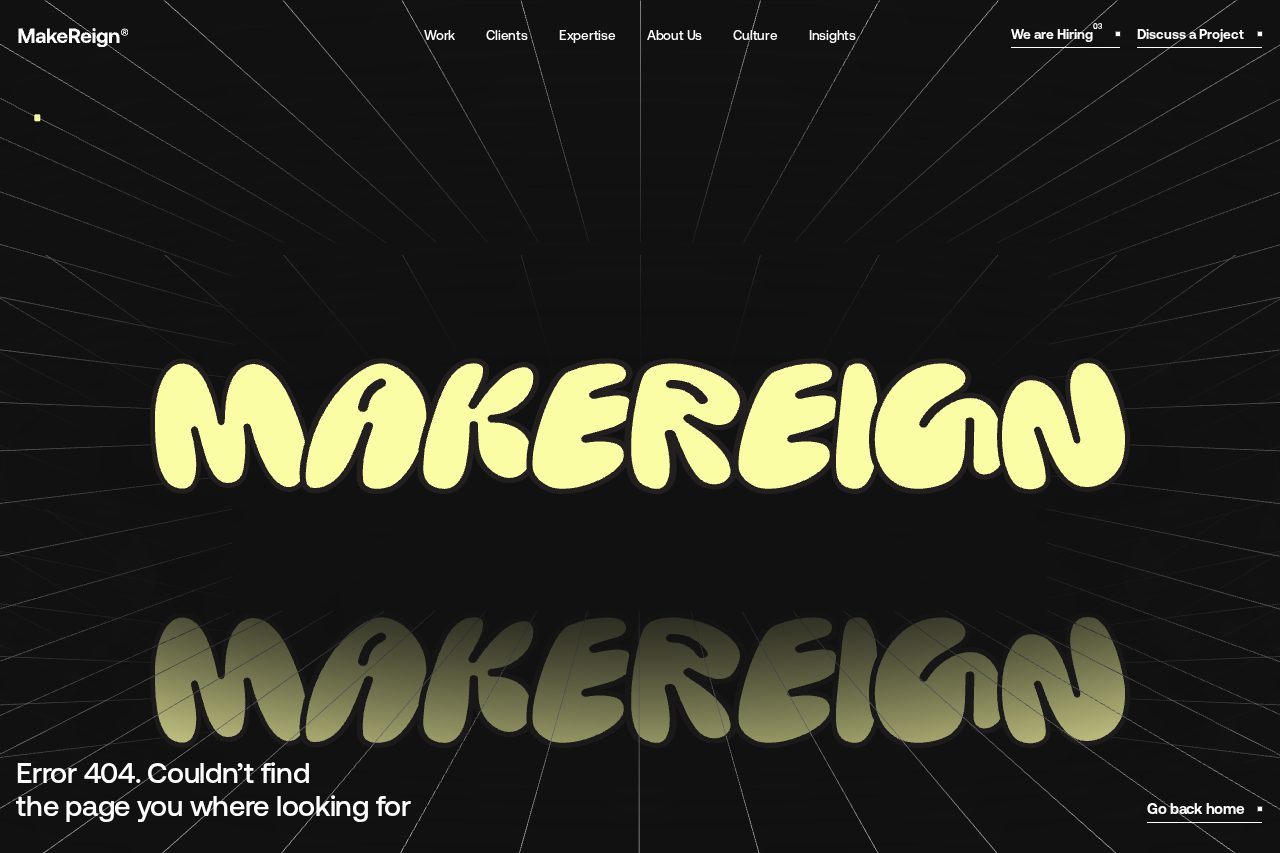 MakeReign®
Work
Clients
Expertise
About Us
Culture
Insights
We are Hiring 03
Discuss a Project
MAKEREIGN
MAKEREIGN
Error 404. Couldn’t find
the page you where looking for
Go back home